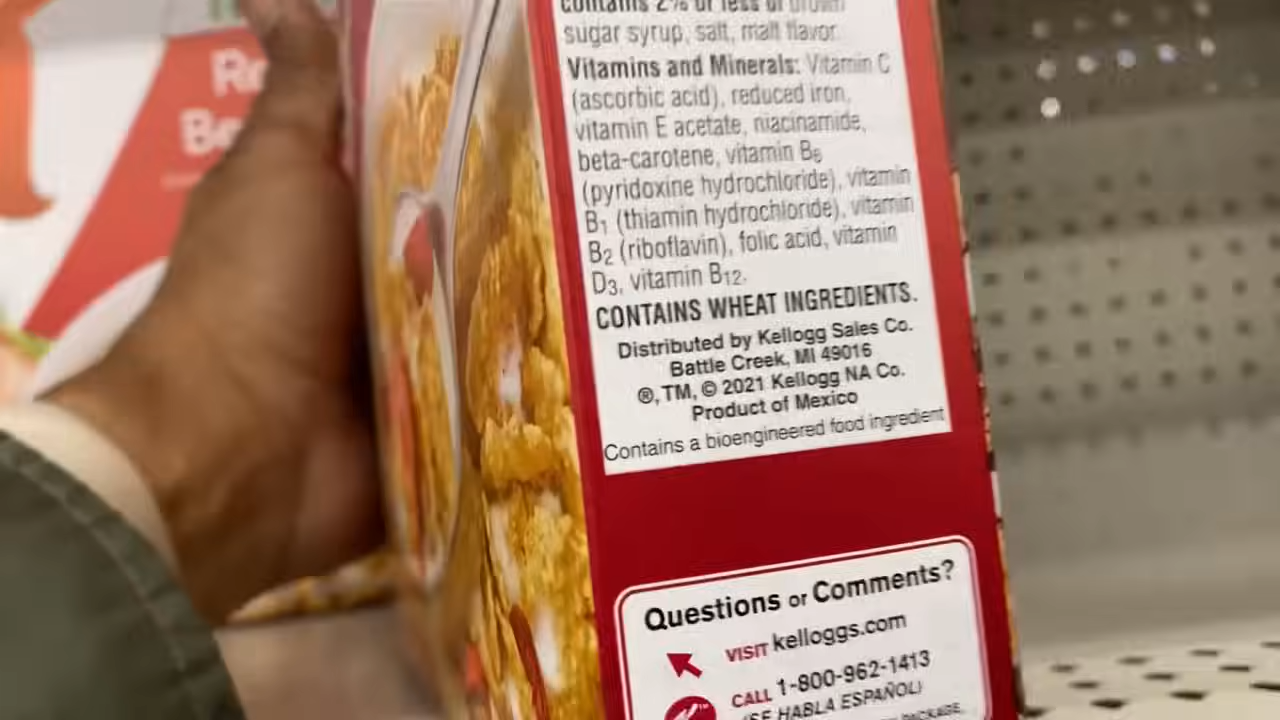 Contains 2% or less of brown
sugar syrup, salt, malt flavor.
Vitamins and Minerals: Vitamin C
(ascorbic acid), reduced iron,
vitamin E acetate, niacinamide,
beta-carotene, vitamin B6
(pyridoxine hydrochloride), vitamin
B1 (thiamin hydrochloride), vitamin
B2 (riboflavin), folic acid, vitamin
D3, vitamin B12.
CONTAINS WHEAT INGREDIENTS.
Distributed by Kellogg Sales Co.
Battle Creek, MI 49016
®, TM, © 2021 Kellogg NA Co.
Product of Mexico
Contains a bioengineered food ingredient
Questions or Comments?
VISIT kelloggs.com
CALL 1-800-962-1413
(SE HABLA ESPAÑOL)
PACKAGE.